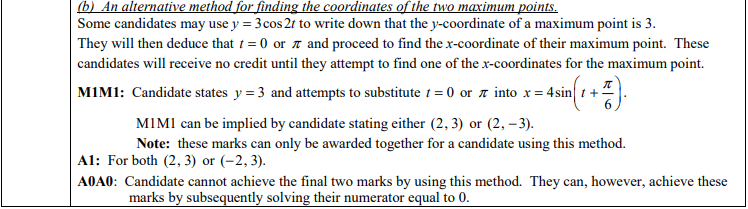 (b) An alternative method for finding the coordinates of the two maximum points.
Some candidates may use y = 3cos2t to write down that the y-coordinate of a maximum point is 3.
They will then deduce that t = 0 or π and proceed to find the x-coordinate of their maximum point. These
candidates will receive no credit until they attempt to find one of the x-coordinates for the maximum point.
M1M1: Candidate states y = 3 and attempts to substitute t = 0 or π into x = 4sin(t + π/6).
M1M1 can be implied by candidate stating either (2, 3) or (2, −3).
Note: these marks can only be awarded together for a candidate using this method.
A1: For both (2, 3) or (−2, 3).
A0A0: Candidate cannot achieve the final two marks by using this method. They can, however, achieve these
marks by subsequently solving their numerator equal to 0.